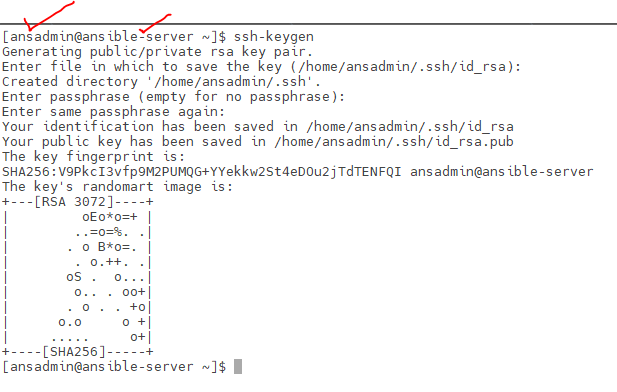 [ansadmin@ansible-server ~]$ ssh-keygen
Generating public/private rsa key pair.
Enter file in which to save the key (/home/ansadmin/.ssh/id_rsa):
Created directory '/home/ansadmin/.ssh'.
Enter passphrase (empty for no passphrase):
Enter same passphrase again:
Your identification has been saved in /home/ansadmin/.ssh/id_rsa
Your public key has been saved in /home/ansadmin/.ssh/id_rsa.pub
The key fingerprint is:
SHA256:V9PkcI3vfp9M2PUMQG+YYekkw2St4eDOu2jTdTENFQI ansadmin@ansible-server
The key's randomart image is:
+---[RSA 3072]----+
|         oEo*o=+ |
|        ..=o=%. .|
|       . o B*o=. |
|        . o.++. .|
|       oS .  o...|
|        o.. . oo+|
|       . o . . +o|
|      o.o     o +|
|     .....     o+|
+----[SHA256]-----+
[ansadmin@ansible-server ~]$